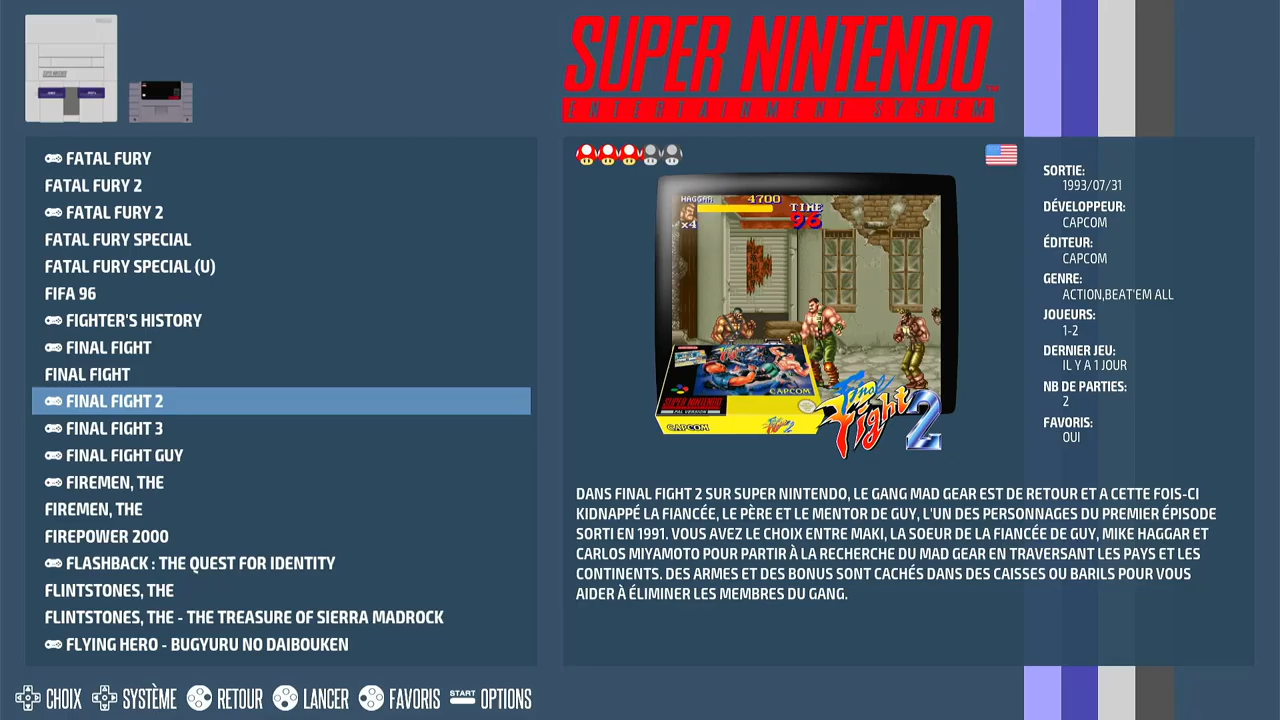 SUPER NINTENDO
ENTERTAINMENT SYSTEM
FATAL FURY
FATAL FURY 2
FATAL FURY 2
FATAL FURY SPECIAL
FATAL FURY SPECIAL (U)
FIFA 96
FIGHTER'S HISTORY
FINAL FIGHT
FINAL FIGHT
FINAL FIGHT 2
FINAL FIGHT 3
FINAL FIGHT GUY
FIREMEN, THE
FIREMEN, THE
FIREPOWER 2000
FLASHBACK : THE QUEST FOR IDENTITY
FLINTSTONES, THE
FLINTSTONES, THE - THE TREASURE OF SIERRA MADROCK
FLYING HERO - BUGYURU NO DAIBOUKEN
HAGGAR 4700
TIME
x4 96
CAPCOM
SUPER NINTENDO
PAL VERSION
CAPCOM
Final Fight 2
SORTIE:
1993/07/31
DÉVELOPPEUR:
CAPCOM
ÉDITEUR:
CAPCOM
GENRE:
ACTION,BEAT'EM ALL
JOUEURS:
1-2
DERNIER JEU:
IL Y A 1 JOUR
NB DE PARTIES:
2
FAVORIS:
OUI
DANS FINAL FIGHT 2 SUR SUPER NINTENDO, LE GANG MAD GEAR EST DE RETOUR ET A CETTE FOIS-CI
KIDNAPPÉ LA FIANCÉE, LE PÈRE ET LE MENTOR DE GUY, L'UN DES PERSONNAGES DU PREMIER ÉPISODE
SORTI EN 1991. VOUS AVEZ LE CHOIX ENTRE MAKI, LA SOEUR DE LA FIANCÉE DE GUY, MIKE HAGGAR ET
CARLOS MIYAMOTO POUR PARTIR À LA RECHERCHE DU MAD GEAR EN TRAVERSANT LES PAYS ET LES
CONTINENTS. DES ARMES ET DES BONUS SONT CACHÉS DANS DES CAISSES OU BARILS POUR VOUS
AIDER À ÉLIMINER LES MEMBRES DU GANG.
CHOIX SYSTÈME RETOUR LANCER FAVORIS START OPTIONS